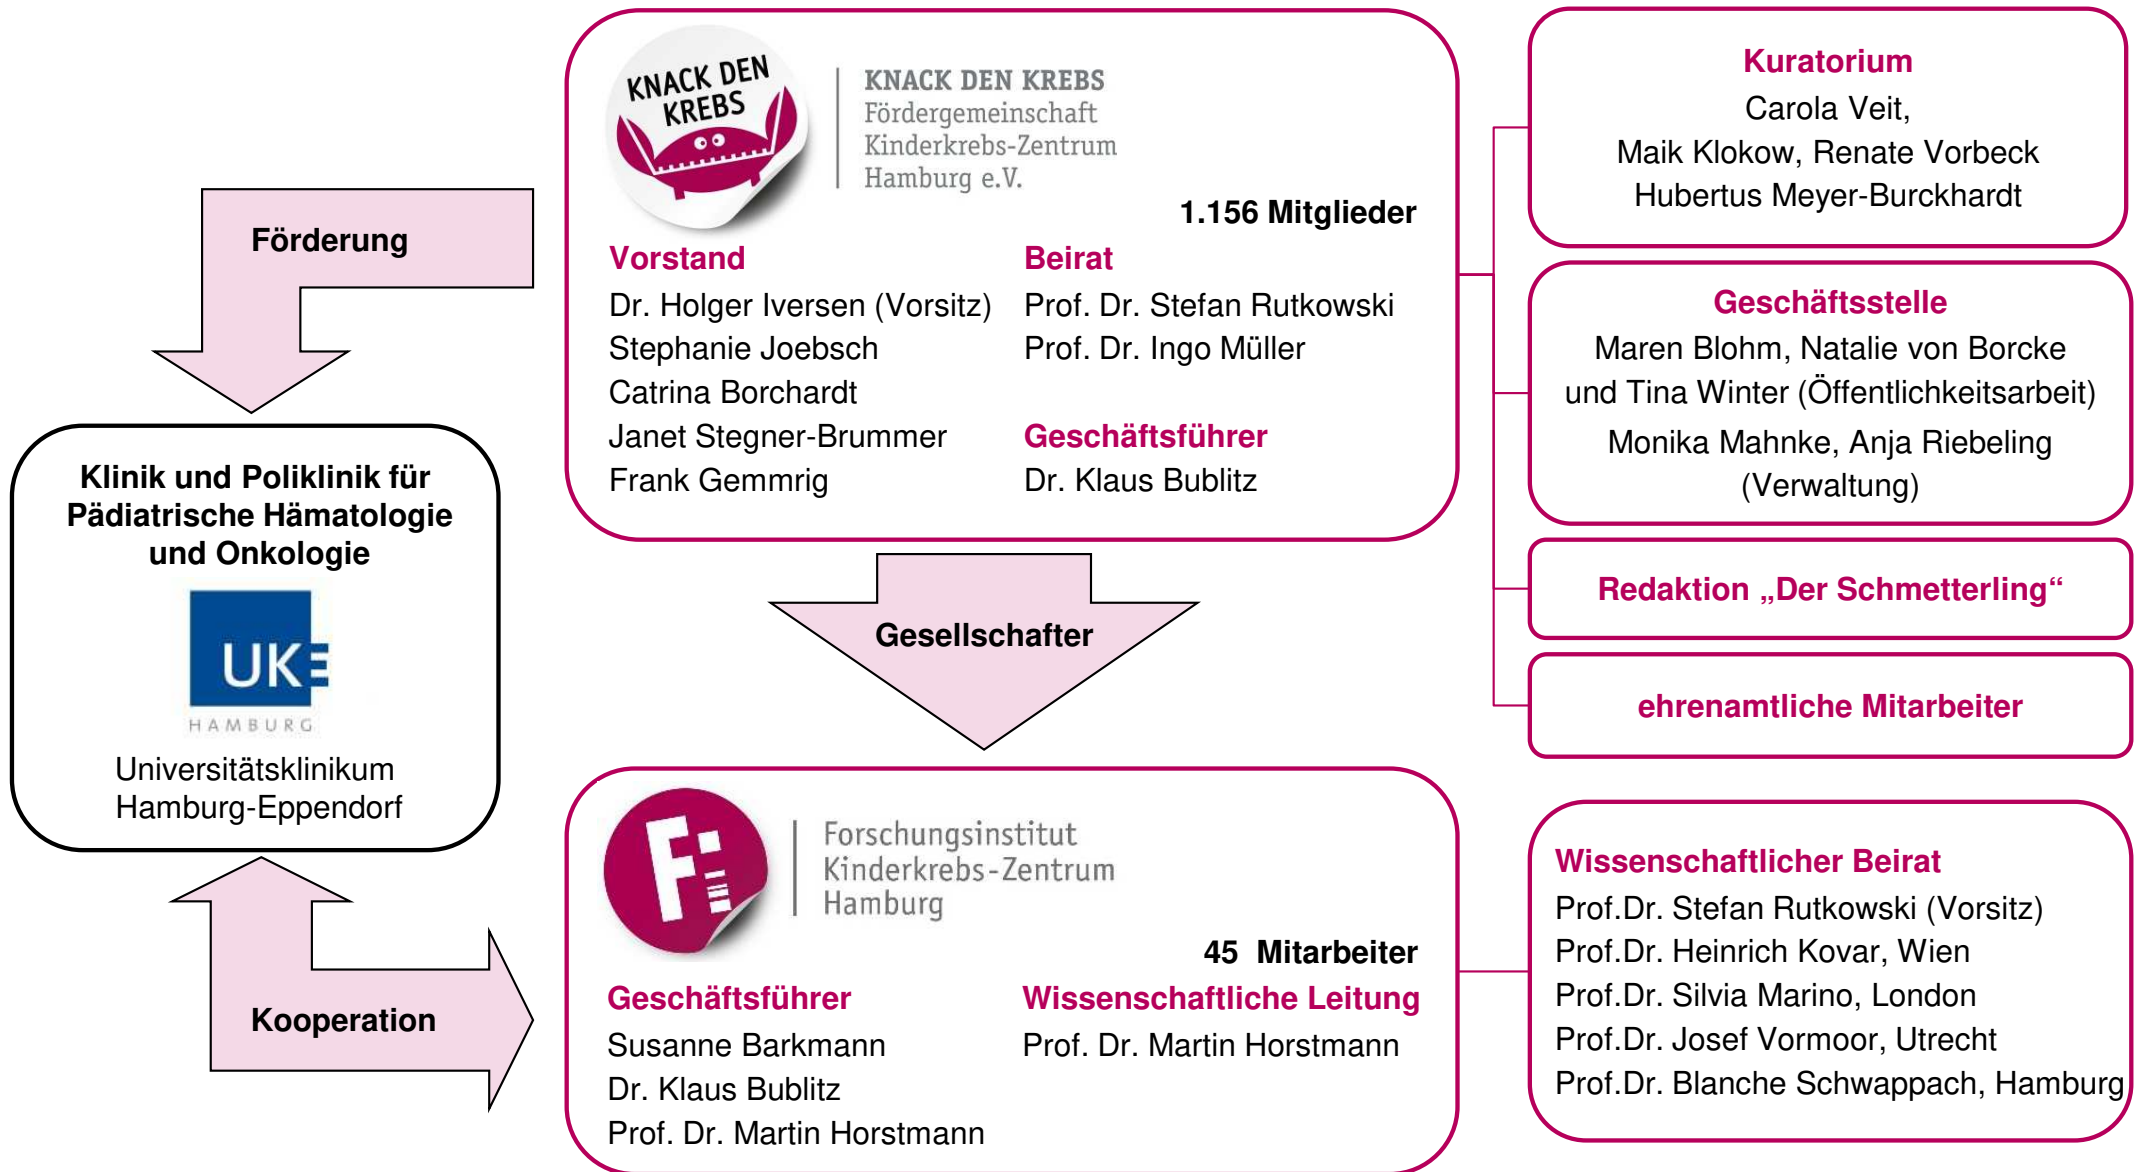 KNACK DEN
KREBS
KNACK DEN KREBS
Fördergemeinschaft
Kinderkrebs-Zentrum
Hamburg e.V.
1.156 Mitglieder
Vorstand
Dr. Holger Iversen (Vorsitz)
Stephanie Joebsch
Catrina Borchardt
Janet Stegner-Brummer
Frank Gemmrig
Beirat
Prof. Dr. Stefan Rutkowski
Prof. Dr. Ingo Müller
Geschäftsführer
Dr. Klaus Bublitz
Kuratorium
Carola Veit,
Maik Klokow, Renate Vorbeck
Hubertus Meyer-Burckhardt
Geschäftsstelle
Maren Blohm, Natalie von Borcke
und Tina Winter (Öffentlichkeitsarbeit)
Monika Mahnke, Anja Riebeling
(Verwaltung)
Redaktion „Der Schmetterling“
ehrenamtliche Mitarbeiter
Förderung
Klinik und Poliklinik für
Pädiatrische Hämatologie
und Onkologie
UKE
HAMBURG
Universitätsklinikum
Hamburg-Eppendorf
Gesellschafter
Kooperation
F
Forschungsinstitut
Kinderkrebs-Zentrum
Hamburg
45 Mitarbeiter
Geschäftsführer
Susanne Barkmann
Dr. Klaus Bublitz
Prof. Dr. Martin Horstmann
Wissenschaftliche Leitung
Prof. Dr. Martin Horstmann
Wissenschaftlicher Beirat
Prof.Dr. Stefan Rutkowski (Vorsitz)
Prof.Dr. Heinrich Kovar, Wien
Prof.Dr. Silvia Marino, London
Prof.Dr. Josef Vormoor, Utrecht
Prof.Dr. Blanche Schwappach, Hamburg